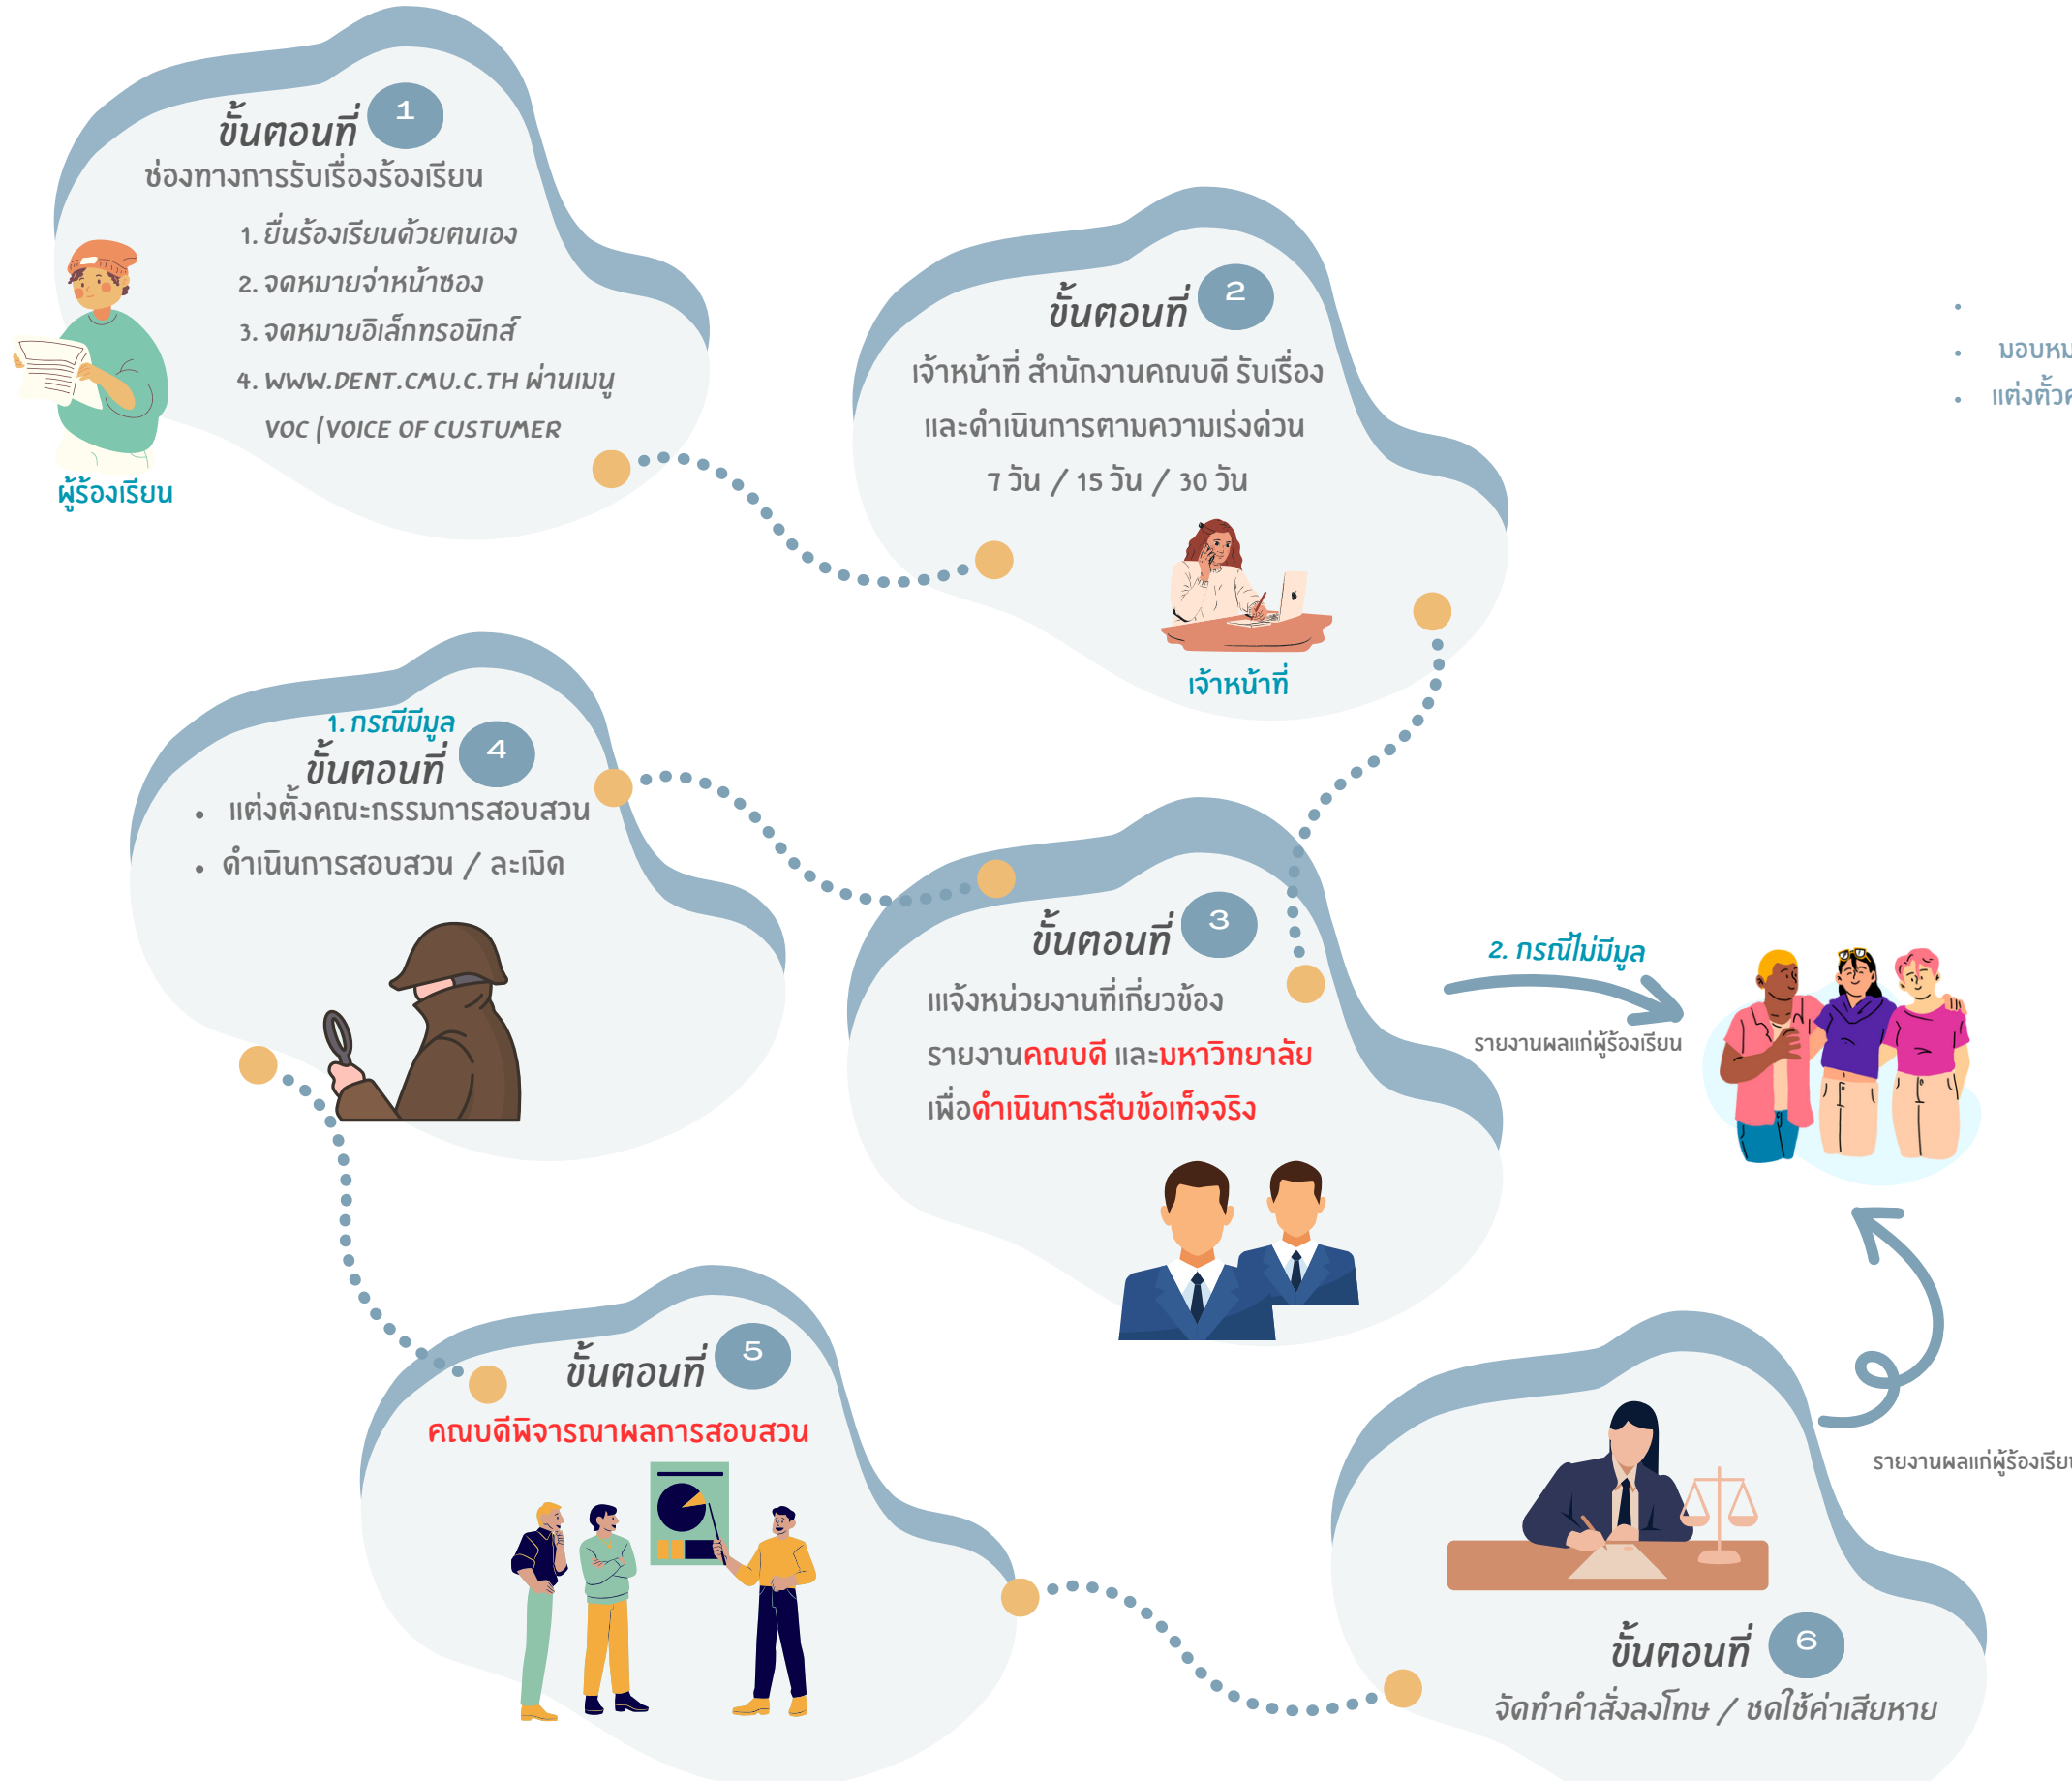 ขั้นตอนที่ 1
ช่องทางการรับเรื่องร้องเรียน
1. ยื่นร้องเรียนด้วยตนเอง
2. จดหมายจ่าหน้าซอง
3. จดหมายอิเล็กทรอนิกส์
4. WWW.DENT.CMU.C.TH ผ่านเมนู
VOC (VOICE OF CUSTUMER
ผู้ร้องเรียน
ขั้นตอนที่ 2
เจ้าหน้าที่ สำนักงานคณบดี รับเรื่อง
และดำเนินการตามความเร่งด่วน
7 วัน / 15 วัน / 30 วัน
เจ้าหน้าที่
1. กรณีมีมูล
ขั้นตอนที่ 4
• แต่งตั้งคณะกรรมการสอบสวน
• ดำเนินการสอบสวน / ละเมิด
ขั้นตอนที่ 3
แเจ้งหน่วยงานที่เกี่ยวข้อง
รายงานคณบดี และมหาวิทยาลัย
เพื่อดำเนินการสืบข้อเท็จจริง
2. กรณีไม่มีมูล
รายงานผลแก่ผู้ร้องเรียน
ขั้นตอนที่ 5
คณบดีพิจารณาผลการสอบสวน
รายงานผลแก่ผู้ร้องเรียน
ขั้นตอนที่ 6
จัดทำคำสั่งลงโทษ / ชดใช้ค่าเสียหาย